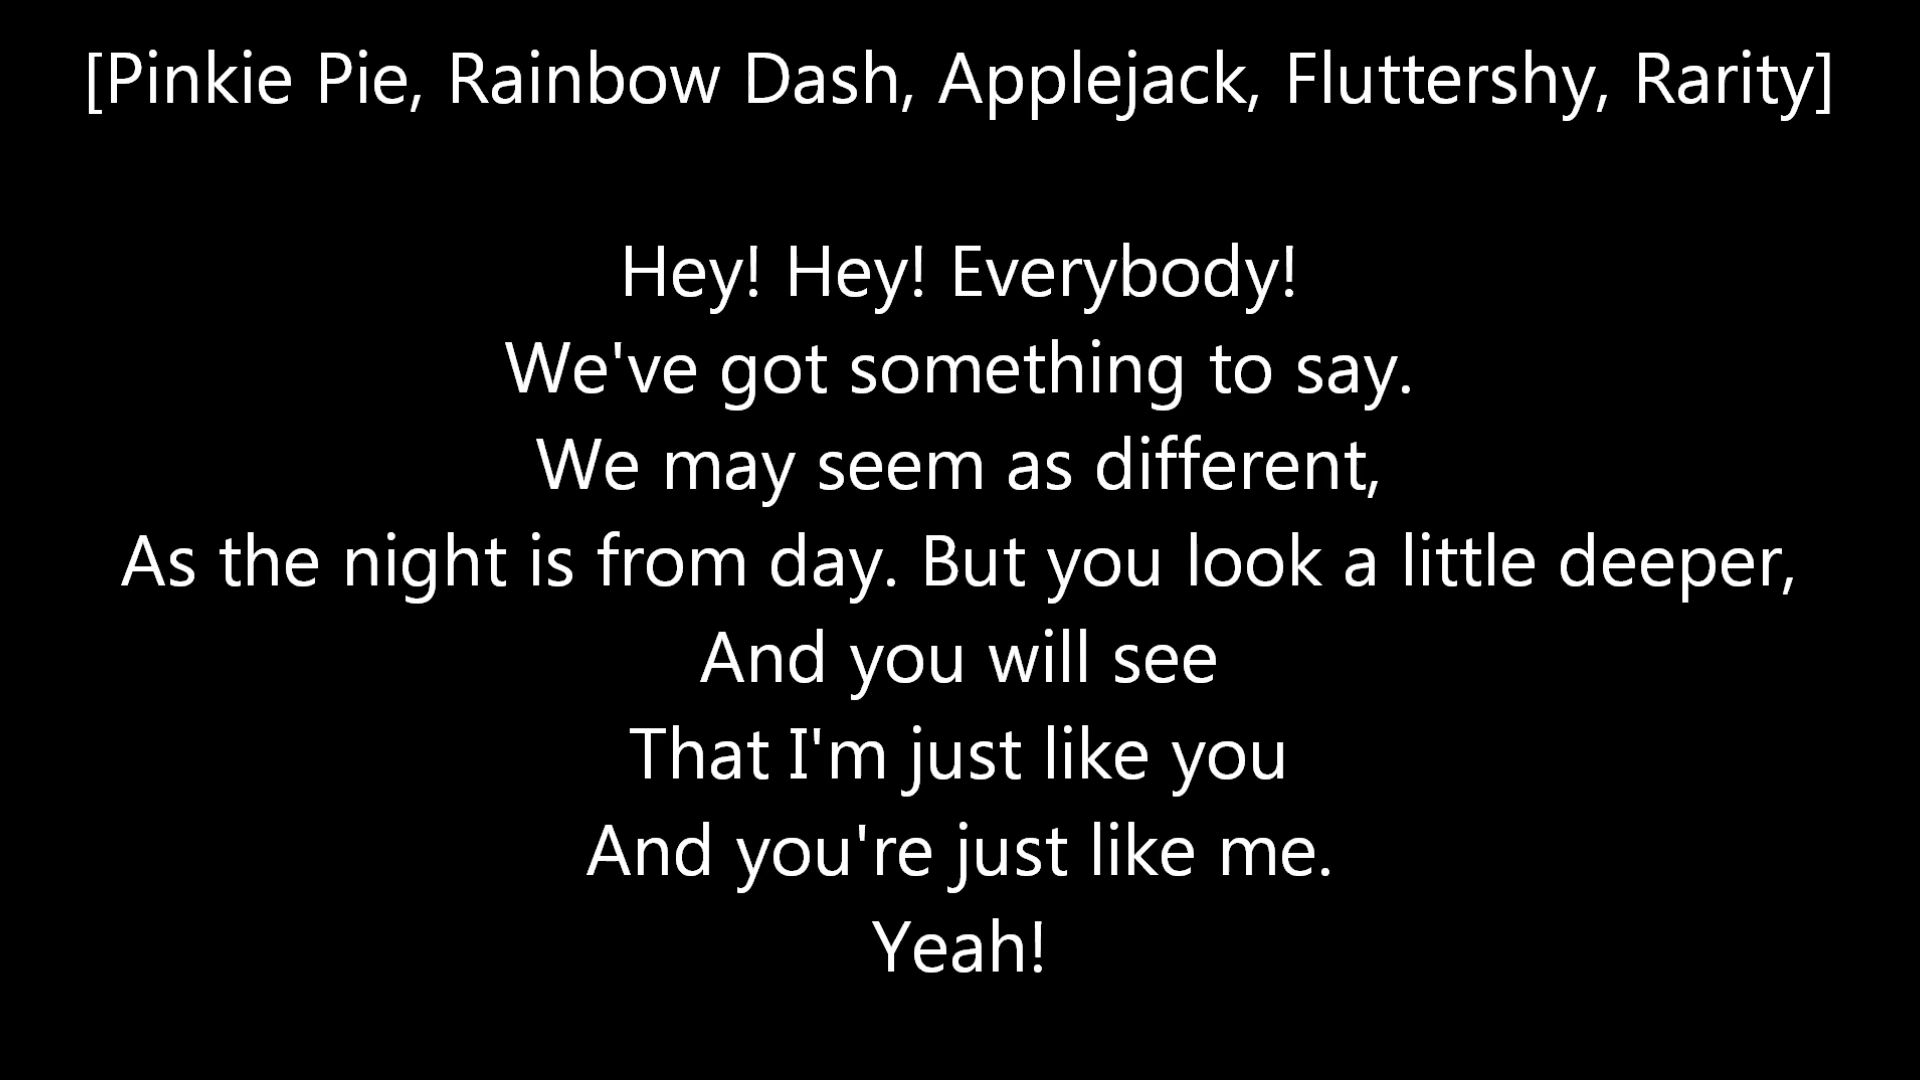 [Pinkie Pie, Rainbow Dash, Applejack, Fluttershy, Rarity]
Hey! Hey! Everybody!
We've got something to say.
We may seem as different,
As the night is from day. But you look a little deeper,
And you will see
That I'm just like you
And you're just like me.
Yeah!